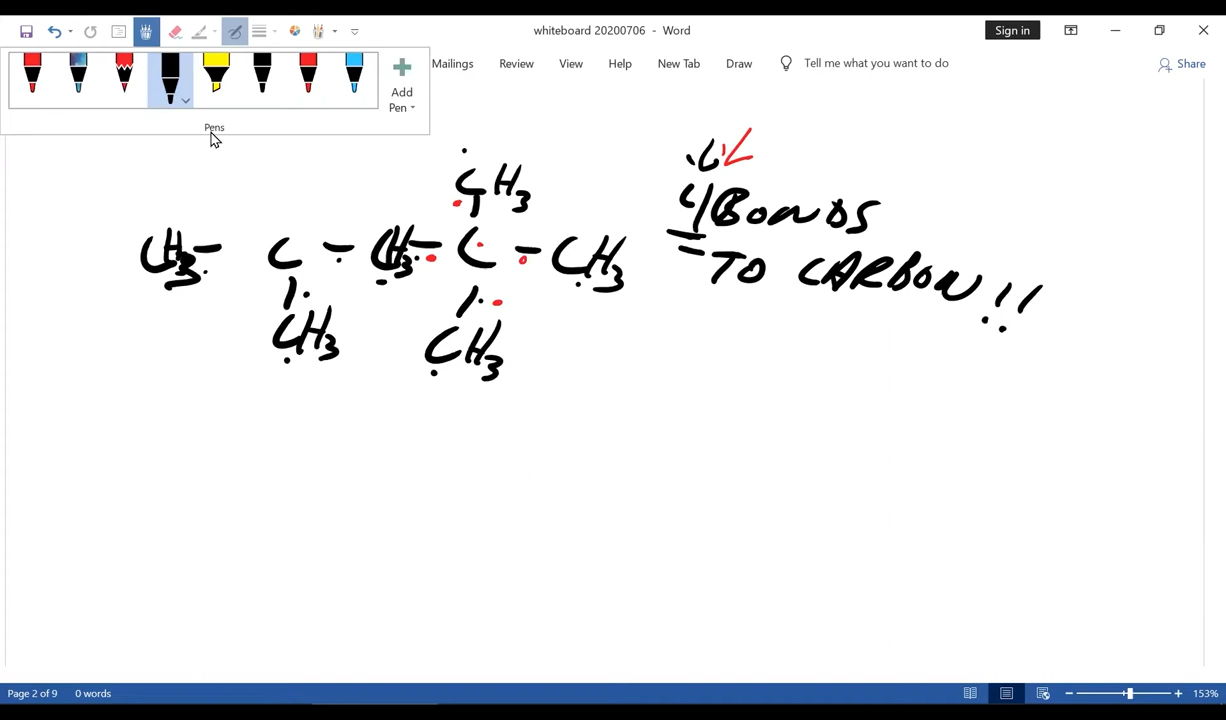 whiteboard 20200706 - Word
Sign in
Mailings Review View Help New Tab Draw Tell me what you want to do Share
Add
Pen
Pens
CH3
CH3 - C - CH - C - CH3
CH3 CH3
4 BONDS
TO CARBON!!
Page 2 of 9 0 words 153%